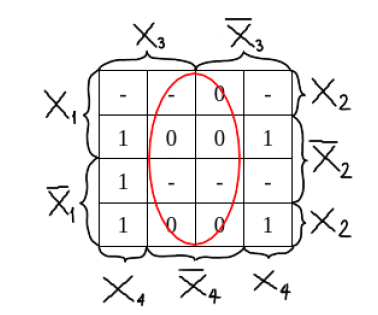 X₃ X̅₃
X₁ - - 0 - X₂
1 0 0 1 X̅₂
X̅₁ 1 - - -
1 0 0 1 X₂
X₄ X̅₄ X₄